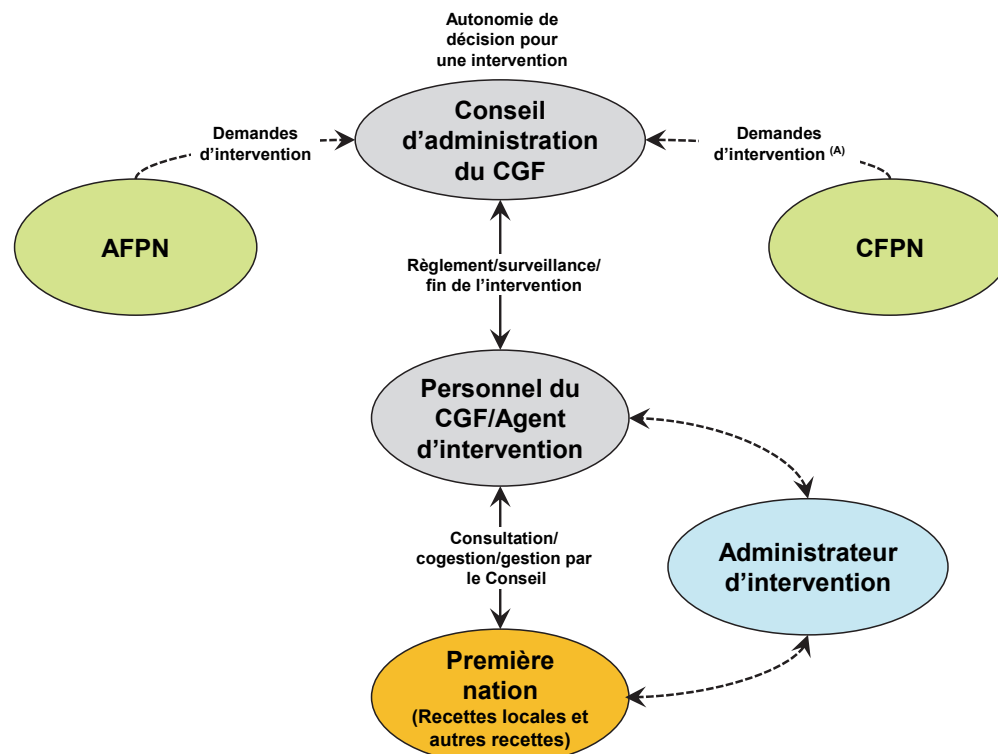 Autonomie de
décision pour
une intervention
Conseil
d’administration
du CGF
Demandes
d’intervention
Demandes
d’intervention (A)
AFPN
CFPN
Règlement/surveillance/
fin de l’intervention
Personnel du
CGF/Agent
d’intervention
Consultation/
cogestion/gestion par
le Conseil
Administrateur
d’intervention
Première
nation
(Recettes locales et
autres recettes)